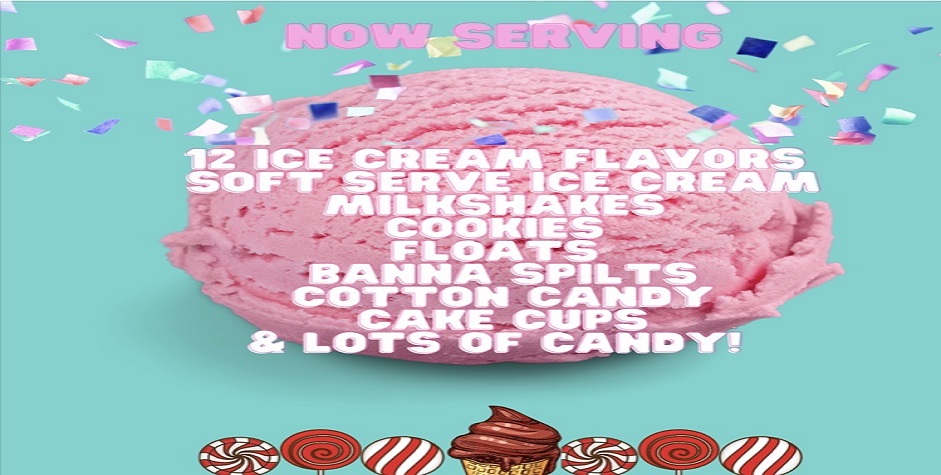 NOW SERVING
12 ICE CREAM FLAVORS
SOFT SERVE ICE CREAM
MILKSHAKES
COOKIES
FLOATS
BANNA SPILTS
COTTON CANDY
CAKE CUPS
& LOTS OF CANDY!